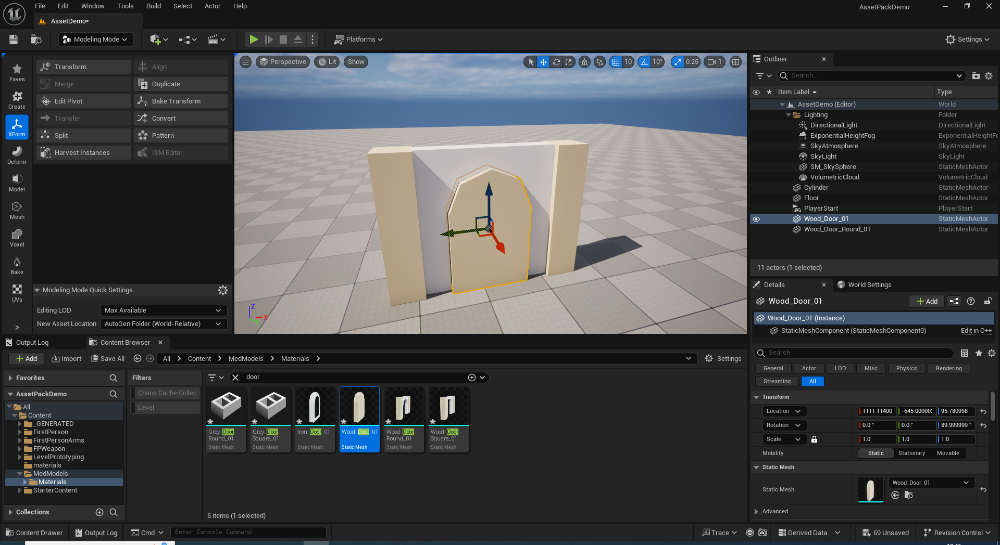 File Edit Window Tools Build Select Actor Help
AssetPackDemo
AssetDemo*
Modeling Mode
Platforms
Settings
Faves
Create
XForm
Deform
Model
Mesh
Voxel
Bake
UVs
Transform Align
Merge Duplicate
Edit Pivot Bake Transform
Transfer Convert
Split Pattern
Harvest Instances ISM Editor
Modeling Mode Quick Settings
Editing LOD Max Available
New Asset Location AutoGen Folder (World-Relative)
Perspective Lit Show
10 10° 0.25 1
Z
X
Outliner
Search...
Item Label Type
AssetDemo (Editor) World
Lighting Folder
DirectionalLight DirectionalLight
ExponentialHeightFog ExponentialHeightFo
SkyAtmosphere SkyAtmosphere
SkyLight SkyLight
SM_SkySphere StaticMeshActor
VolumetricCloud VolumetricCloud
Cylinder StaticMeshActor
Floor StaticMeshActor
PlayerStart PlayerStart
Wood_Door_01 StaticMeshActor
Wood_Door_Round_01 StaticMeshActor
11 actors (1 selected)
Details World Settings
Wood_Door_01 Add
Wood_Door_01 (Instance)
StaticMeshComponent (StaticMeshComponent0) Edit in C++
Search
General Actor LOD Misc Physics Rendering
Streaming All
Transform
Location 1111.11400 -645.00000: 95.780998
Rotation 0.0 ° 0.0 ° 89.999999 °
Scale 1.0 1.0 1.0
Mobility Static Stationary Movable
Static Mesh
Static Mesh Wood_Door_01
Advanced
Output Log Content Browser
Add Import Save All All Content MedModels Materials Settings
Favorites
AssetPackDemo
All
Content
_GENERATED
FirstPerson
FirstPersonArms
FPWeapon
LevelPrototyping
materials
MedModels
Materials
StarterContent
Collections
Filters
Chaos Cache Collec
Level
door
Grey_Door_
Round_01
Static Mesh
Grey_Door_
Square_01
Static Mesh
Iron_Door_01
Static Mesh
Wood_Door_01
Static Mesh
Wood_Door_
Round_01
Static Mesh
Wood_Door_
Square_01
Static Mesh
6 items (1 selected)
Content Drawer Output Log Cmd Enter Console Command
Trace Derived Data 69 Unsaved Revision Control